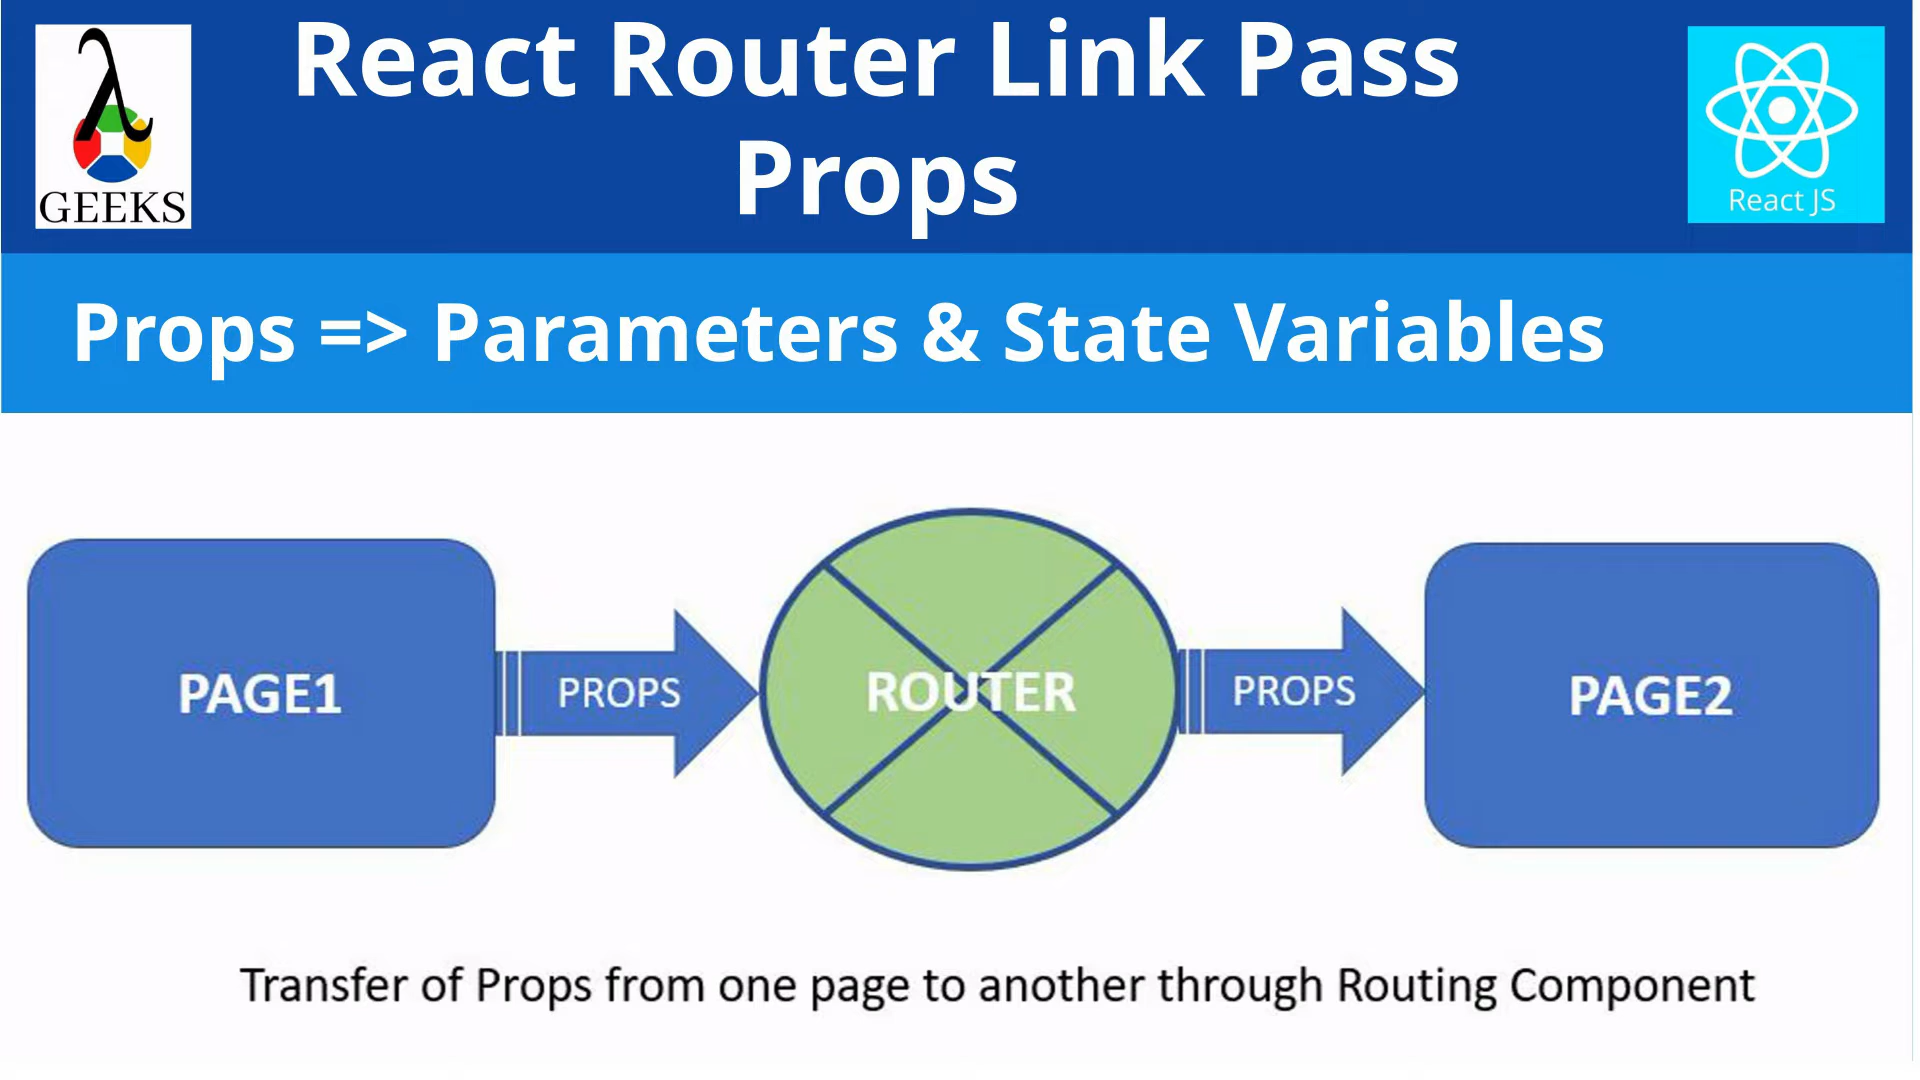 λ
GEEKS
React Router Link Pass
Props
React JS
Props => Parameters & State Variables
PAGE1
PROPS
ROUTER
PROPS
PAGE2
Transfer of Props from one page to another through Routing Component